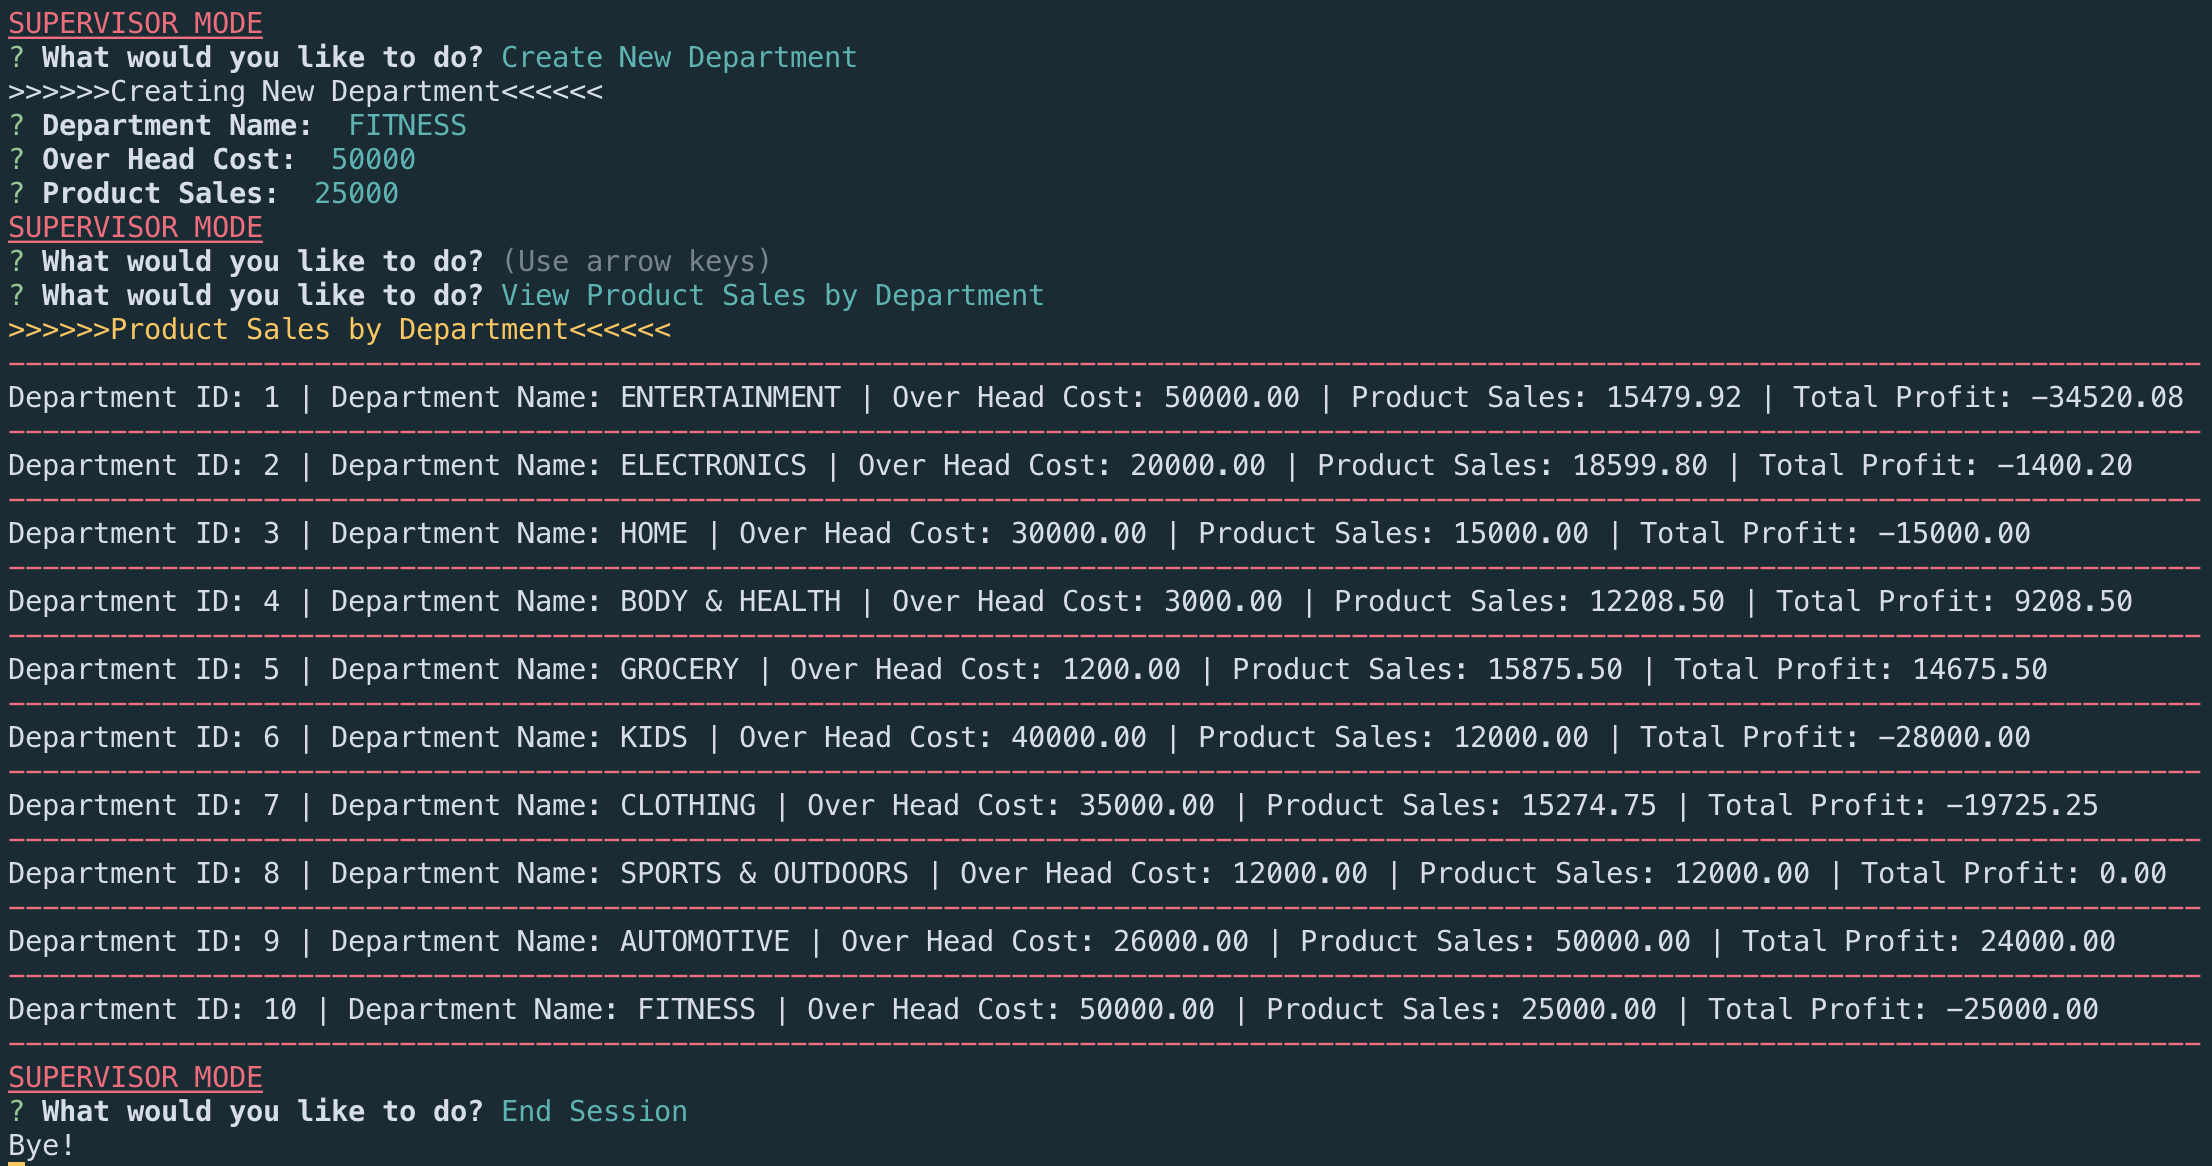 SUPERVISOR MODE
? What would you like to do? Create New Department
>>>>>>Creating New Department<<<<<<
? Department Name:  FITNESS
? Over Head Cost:  50000
? Product Sales:  25000
SUPERVISOR MODE
? What would you like to do? (Use arrow keys)
? What would you like to do? View Product Sales by Department
>>>>>>Product Sales by Department<<<<<<
---------------------------------------------------------------------------------------------------------------------------------
Department ID: 1 | Department Name: ENTERTAINMENT | Over Head Cost: 50000.00 | Product Sales: 15479.92 | Total Profit: -34520.08
---------------------------------------------------------------------------------------------------------------------------------
Department ID: 2 | Department Name: ELECTRONICS | Over Head Cost: 20000.00 | Product Sales: 18599.80 | Total Profit: -1400.20
---------------------------------------------------------------------------------------------------------------------------------
Department ID: 3 | Department Name: HOME | Over Head Cost: 30000.00 | Product Sales: 15000.00 | Total Profit: -15000.00
---------------------------------------------------------------------------------------------------------------------------------
Department ID: 4 | Department Name: BODY & HEALTH | Over Head Cost: 3000.00 | Product Sales: 12208.50 | Total Profit: 9208.50
---------------------------------------------------------------------------------------------------------------------------------
Department ID: 5 | Department Name: GROCERY | Over Head Cost: 1200.00 | Product Sales: 15875.50 | Total Profit: 14675.50
---------------------------------------------------------------------------------------------------------------------------------
Department ID: 6 | Department Name: KIDS | Over Head Cost: 40000.00 | Product Sales: 12000.00 | Total Profit: -28000.00
---------------------------------------------------------------------------------------------------------------------------------
Department ID: 7 | Department Name: CLOTHING | Over Head Cost: 35000.00 | Product Sales: 15274.75 | Total Profit: -19725.25
---------------------------------------------------------------------------------------------------------------------------------
Department ID: 8 | Department Name: SPORTS & OUTDOORS | Over Head Cost: 12000.00 | Product Sales: 12000.00 | Total Profit: 0.00
---------------------------------------------------------------------------------------------------------------------------------
Department ID: 9 | Department Name: AUTOMOTIVE | Over Head Cost: 26000.00 | Product Sales: 50000.00 | Total Profit: 24000.00
---------------------------------------------------------------------------------------------------------------------------------
Department ID: 10 | Department Name: FITNESS | Over Head Cost: 50000.00 | Product Sales: 25000.00 | Total Profit: -25000.00
---------------------------------------------------------------------------------------------------------------------------------
SUPERVISOR MODE
? What would you like to do? End Session
Bye!